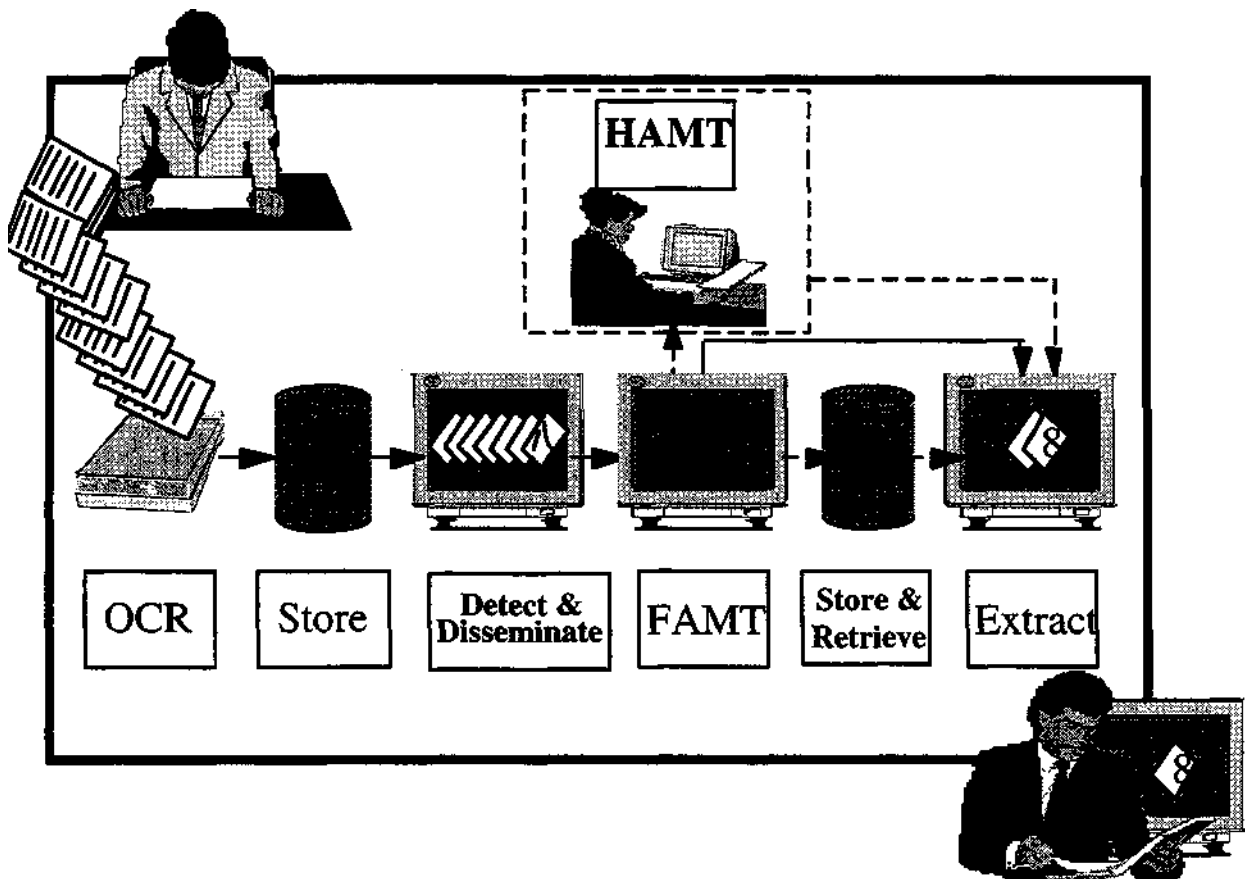 HAMT
OCR
Store
Detect &
Disseminate
FAMT
Store &
Retrieve
Extract